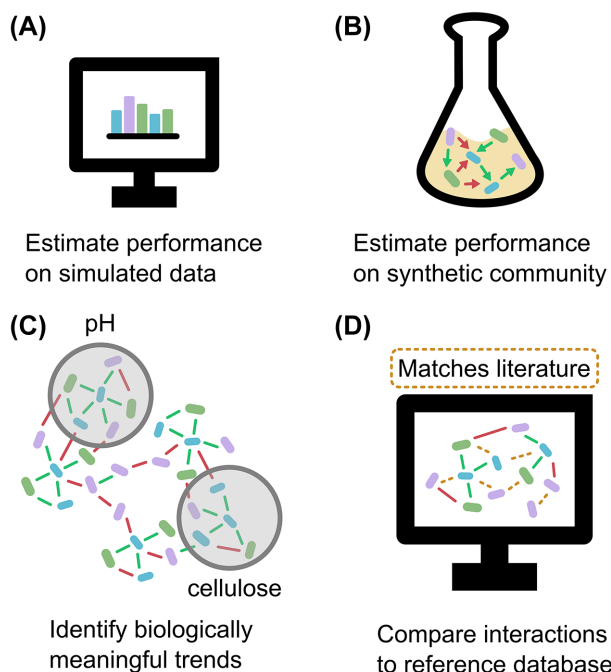 (A)
Estimate performance
on simulated data
(B)
Estimate performance
on synthetic community
(C)
pH
cellulose
Identify biologically
meaningful trends
(D)
Matches literature
Compare interactions
to reference database